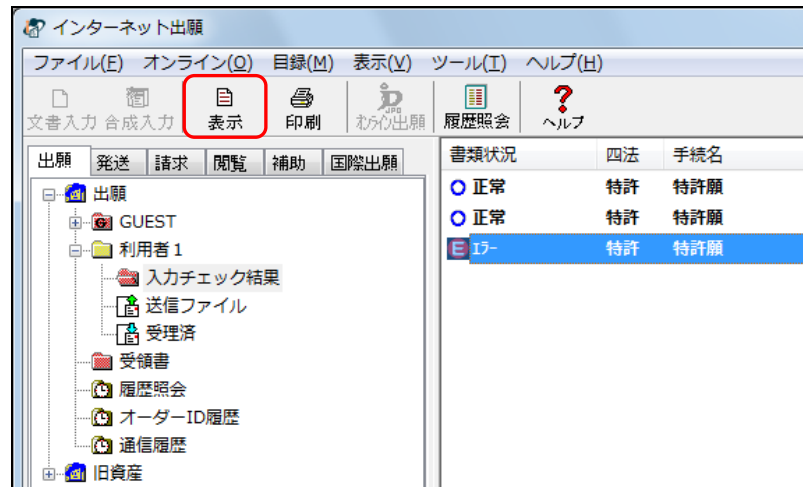 インターネット出願
ファイル(F) オンライン(O) 目録(M) 表示(V) ツール(T) ヘルプ(H)
文書入力 合成入力 表示 印刷 ｵﾝﾗｲﾝ出願 履歴照会 ヘルプ
出願 発送 請求 閲覧 補助 国際出願
書類状況 四法 手続名
出願
正常 特許 特許願
GUEST
正常 特許 特許願
利用者1
E ｴﾗｰ 特許 特許願
入力チェック結果
送信ファイル
受理済
受領書
履歴照会
オーダーID履歴
通信履歴
旧資産